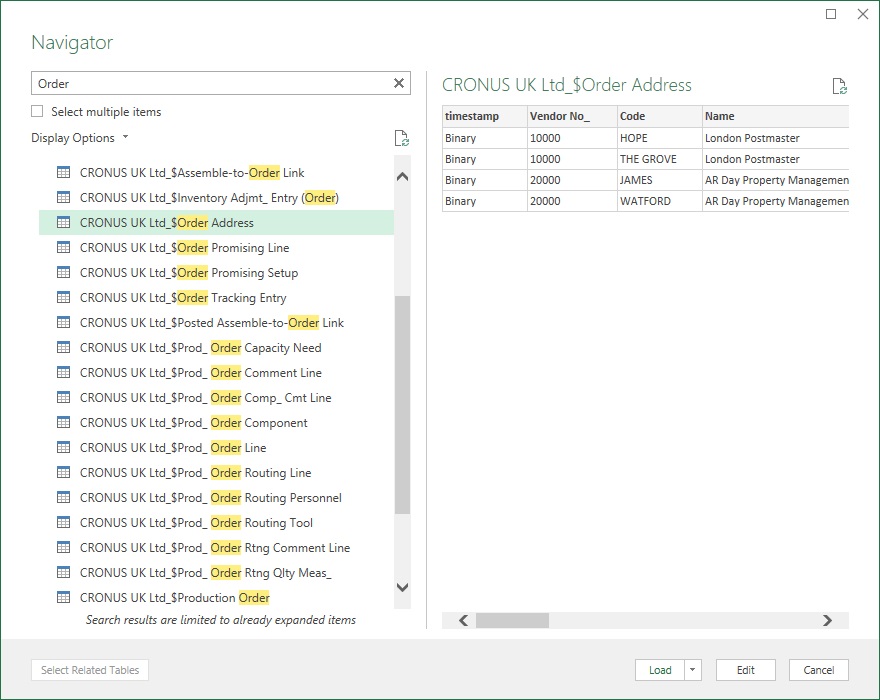 Navigator
Order
Select multiple items
Display Options
CRONUS UK Ltd_$Assemble-to-Order Link
CRONUS UK Ltd_$Inventory Adjmt_ Entry (Order)
CRONUS UK Ltd_$Order Address
CRONUS UK Ltd_$Order Promising Line
CRONUS UK Ltd_$Order Promising Setup
CRONUS UK Ltd_$Order Tracking Entry
CRONUS UK Ltd_$Posted Assemble-to-Order Link
CRONUS UK Ltd_$Prod_ Order Capacity Need
CRONUS UK Ltd_$Prod_ Order Comment Line
CRONUS UK Ltd_$Prod_ Order Comp_ Cmt Line
CRONUS UK Ltd_$Prod_ Order Component
CRONUS UK Ltd_$Prod_ Order Line
CRONUS UK Ltd_$Prod_ Order Routing Line
CRONUS UK Ltd_$Prod_ Order Routing Personnel
CRONUS UK Ltd_$Prod_ Order Routing Tool
CRONUS UK Ltd_$Prod_ Order Rtng Comment Line
CRONUS UK Ltd_$Prod_ Order Rtng Qlty Meas_
CRONUS UK Ltd_$Production Order
Search results are limited to already expanded items
CRONUS UK Ltd_$Order Address
timestamp Vendor No_ Code Name
Binary 10000 HOPE London Postmaster
Binary 10000 THE GROVE London Postmaster
Binary 20000 JAMES AR Day Property Managemen
Binary 20000 WATFORD AR Day Property Managemen
Select Related Tables Load Edit Cancel